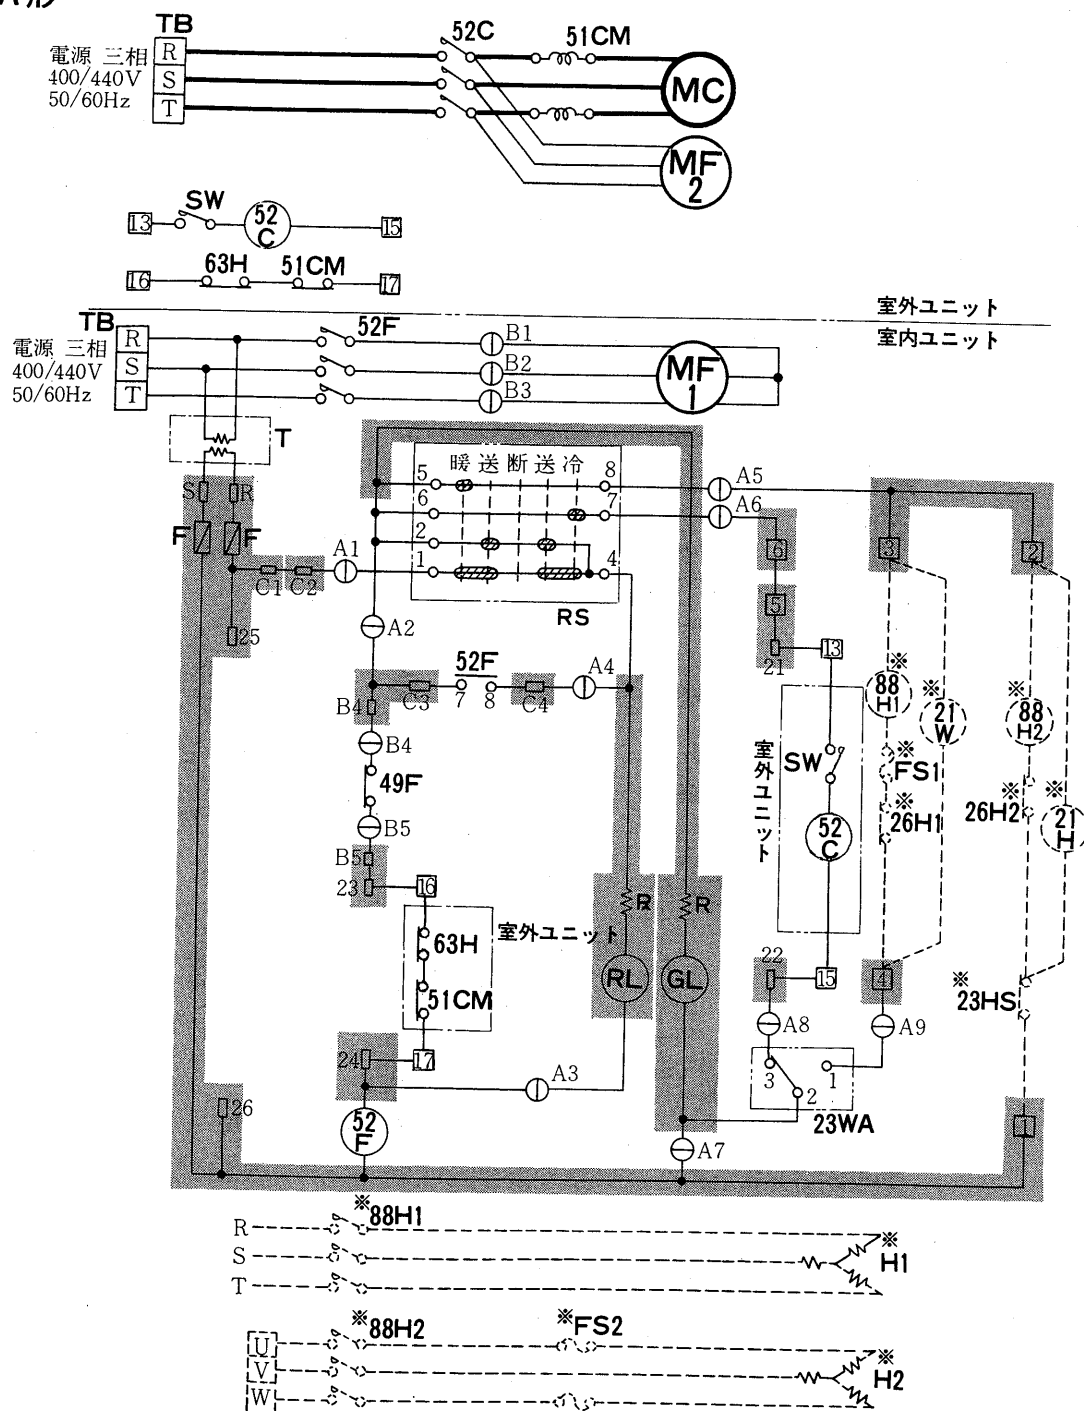 TB
52C
51CM
電源 三相
400/440V
50/60Hz
R
S
T
MC
MF
2
SW
13
52
C
15
63H
51CM
16
17
室外ユニット
TB
52F
B1
室内ユニット
電源 三相
400/440V
50/60Hz
R
S
T
B2
B3
MF
1
T
暖送断送冷
5
8
A5
6
7
A6
2
1
4
RS
S
R
F
F
A1
C1
C2
25
A2
6
3
2
5
21
13
52F
A4
C3
7
8
C4
B4
B4
49F
B5
B5
23
16
63H
室外ユニット
51CM
17
24
A3
52
F
26
R
R
RL
GL
室外ユニット
SW
52
C
22
15
A8
4
A9
3
1
2
23WA
A7
※
88
H1
※
21
W
※
FS1
※
26H1
※
88
H2
※
26H2
※
21
H
※
23HS
1
※
88H1
R
S
T
※
H1
※
88H2
※
FS2
U
V
W
※
H2